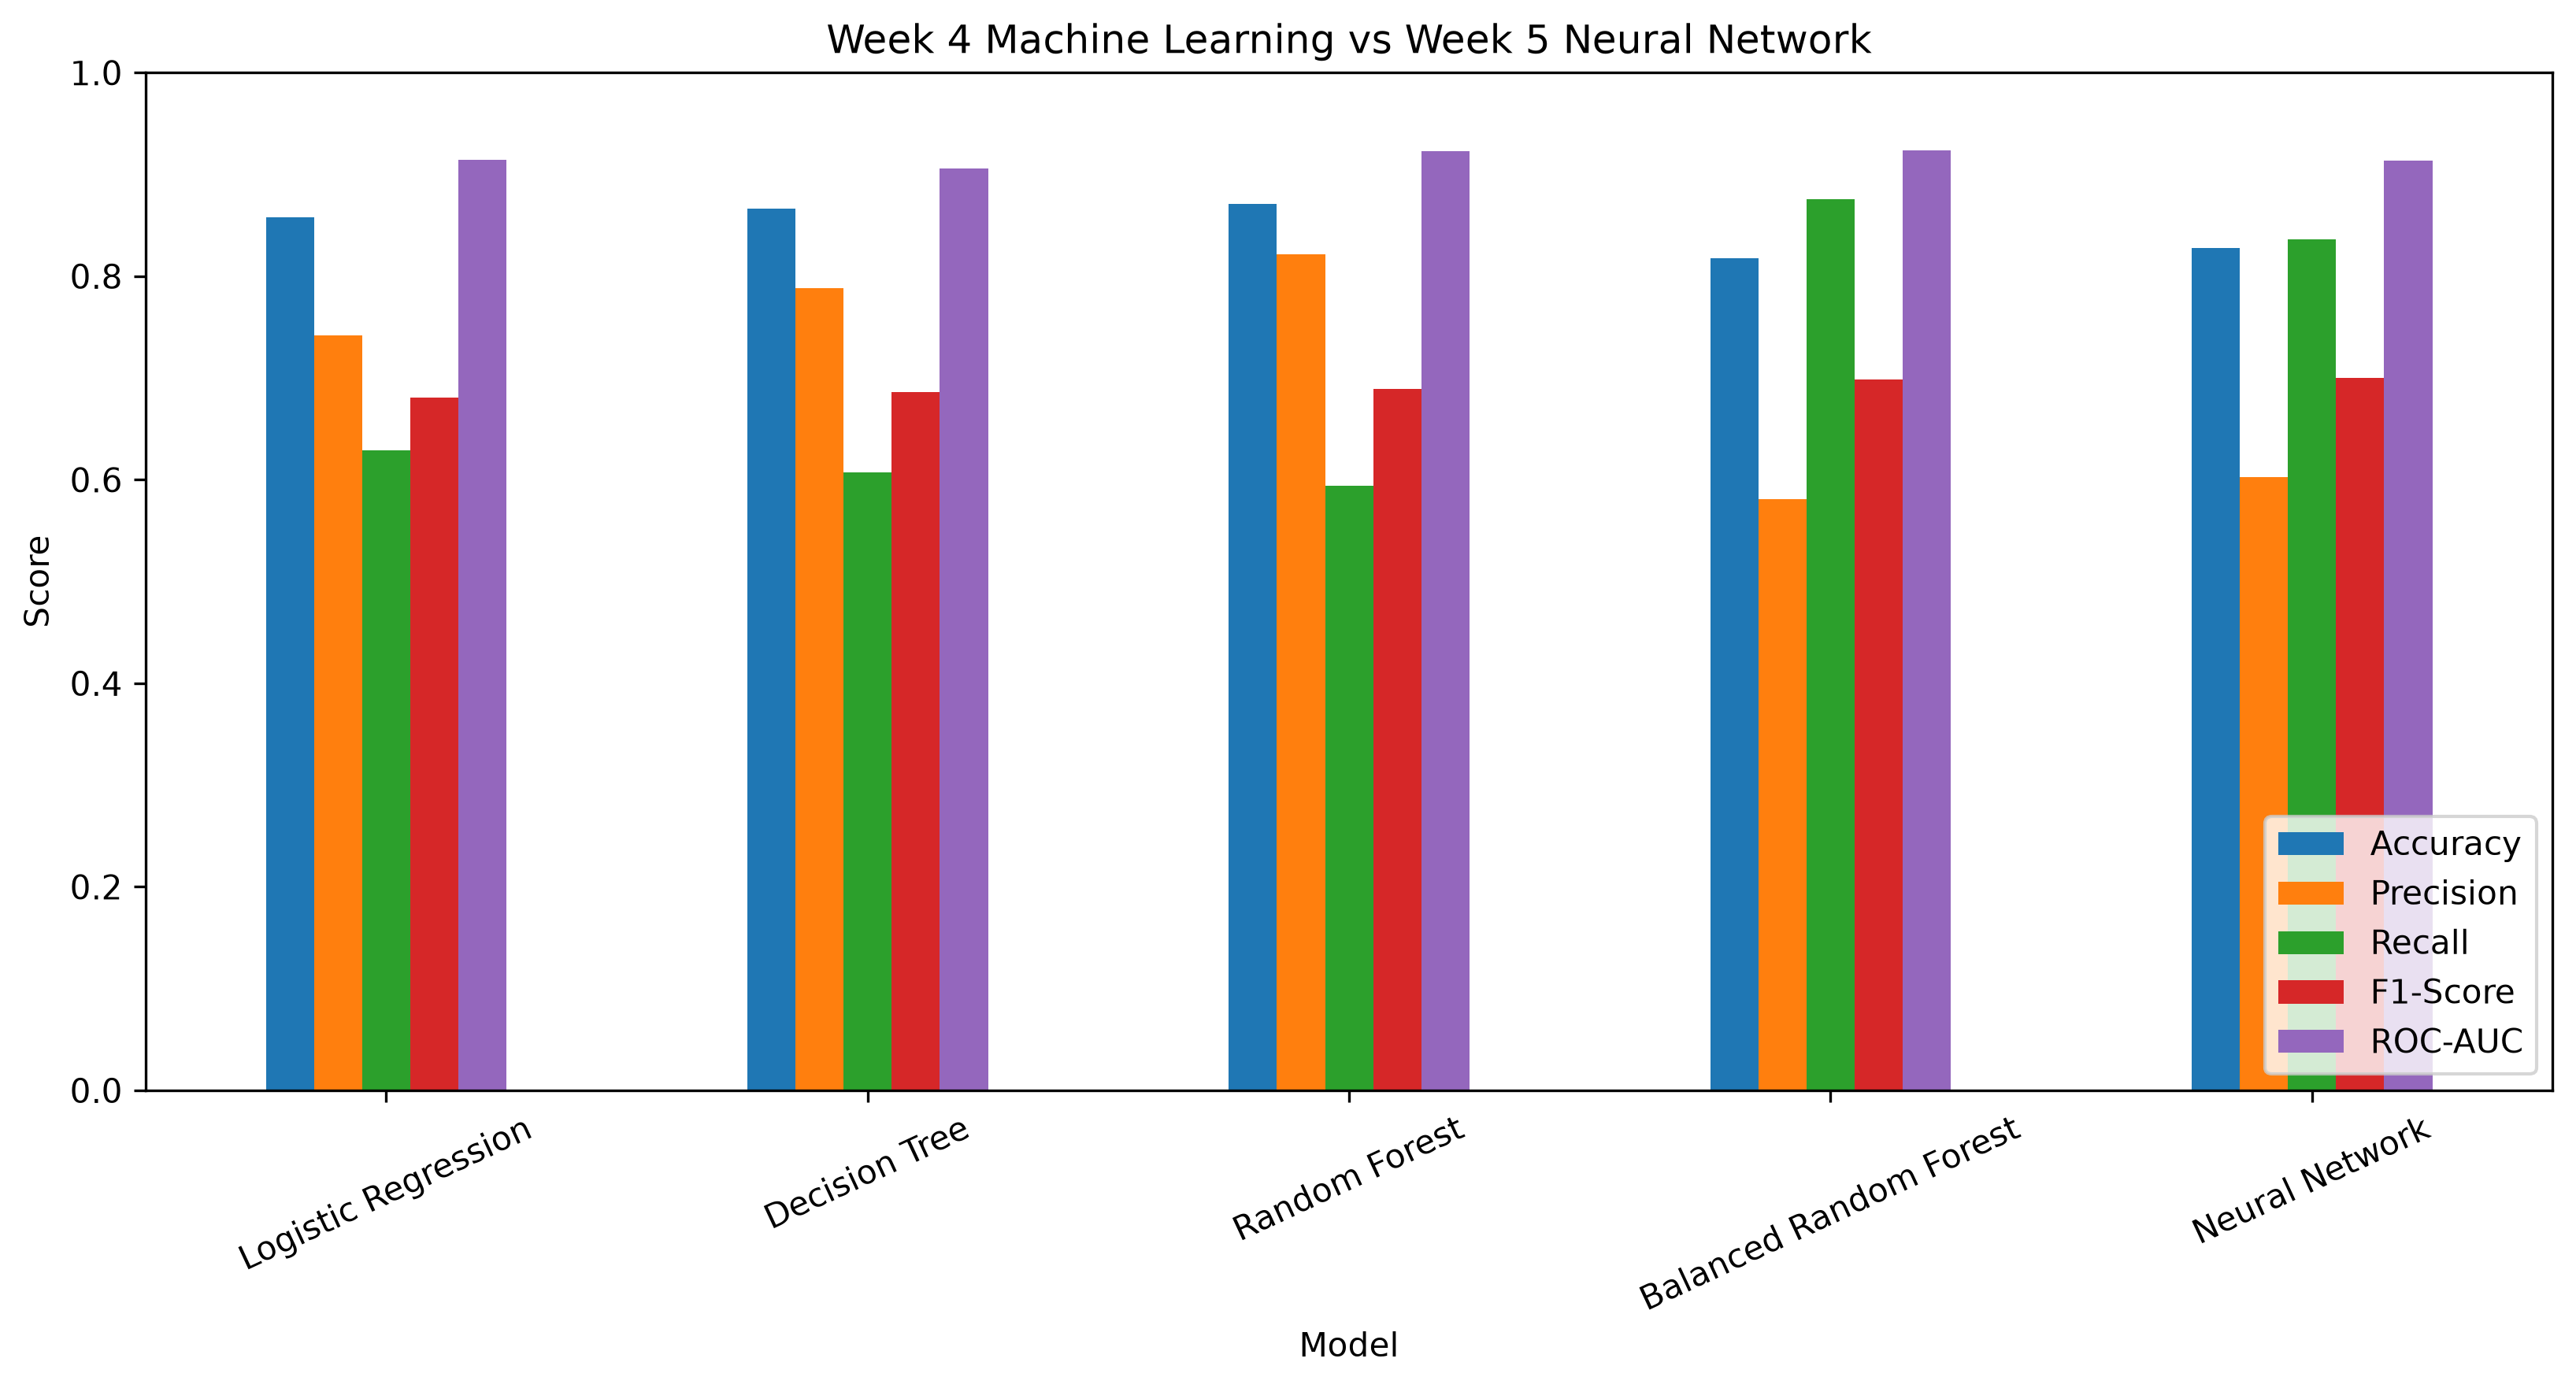 Week 4 Machine Learning vs Week 5 Neural Network
1.0
0.8
0.6
0.4
0.2
0.0
Score
Accuracy
Precision
Recall
F1-Score
ROC-AUC
Logistic Regression
Decision Tree
Random Forest
Balanced Random Forest
Neural Network
Model